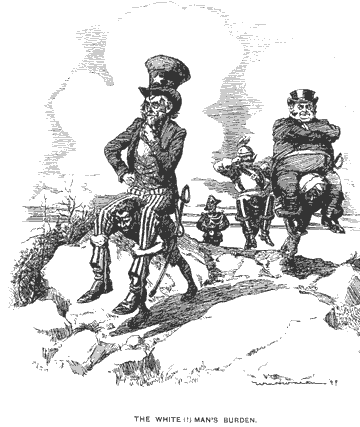 THE WHITE (!) MAN'S BURDEN.